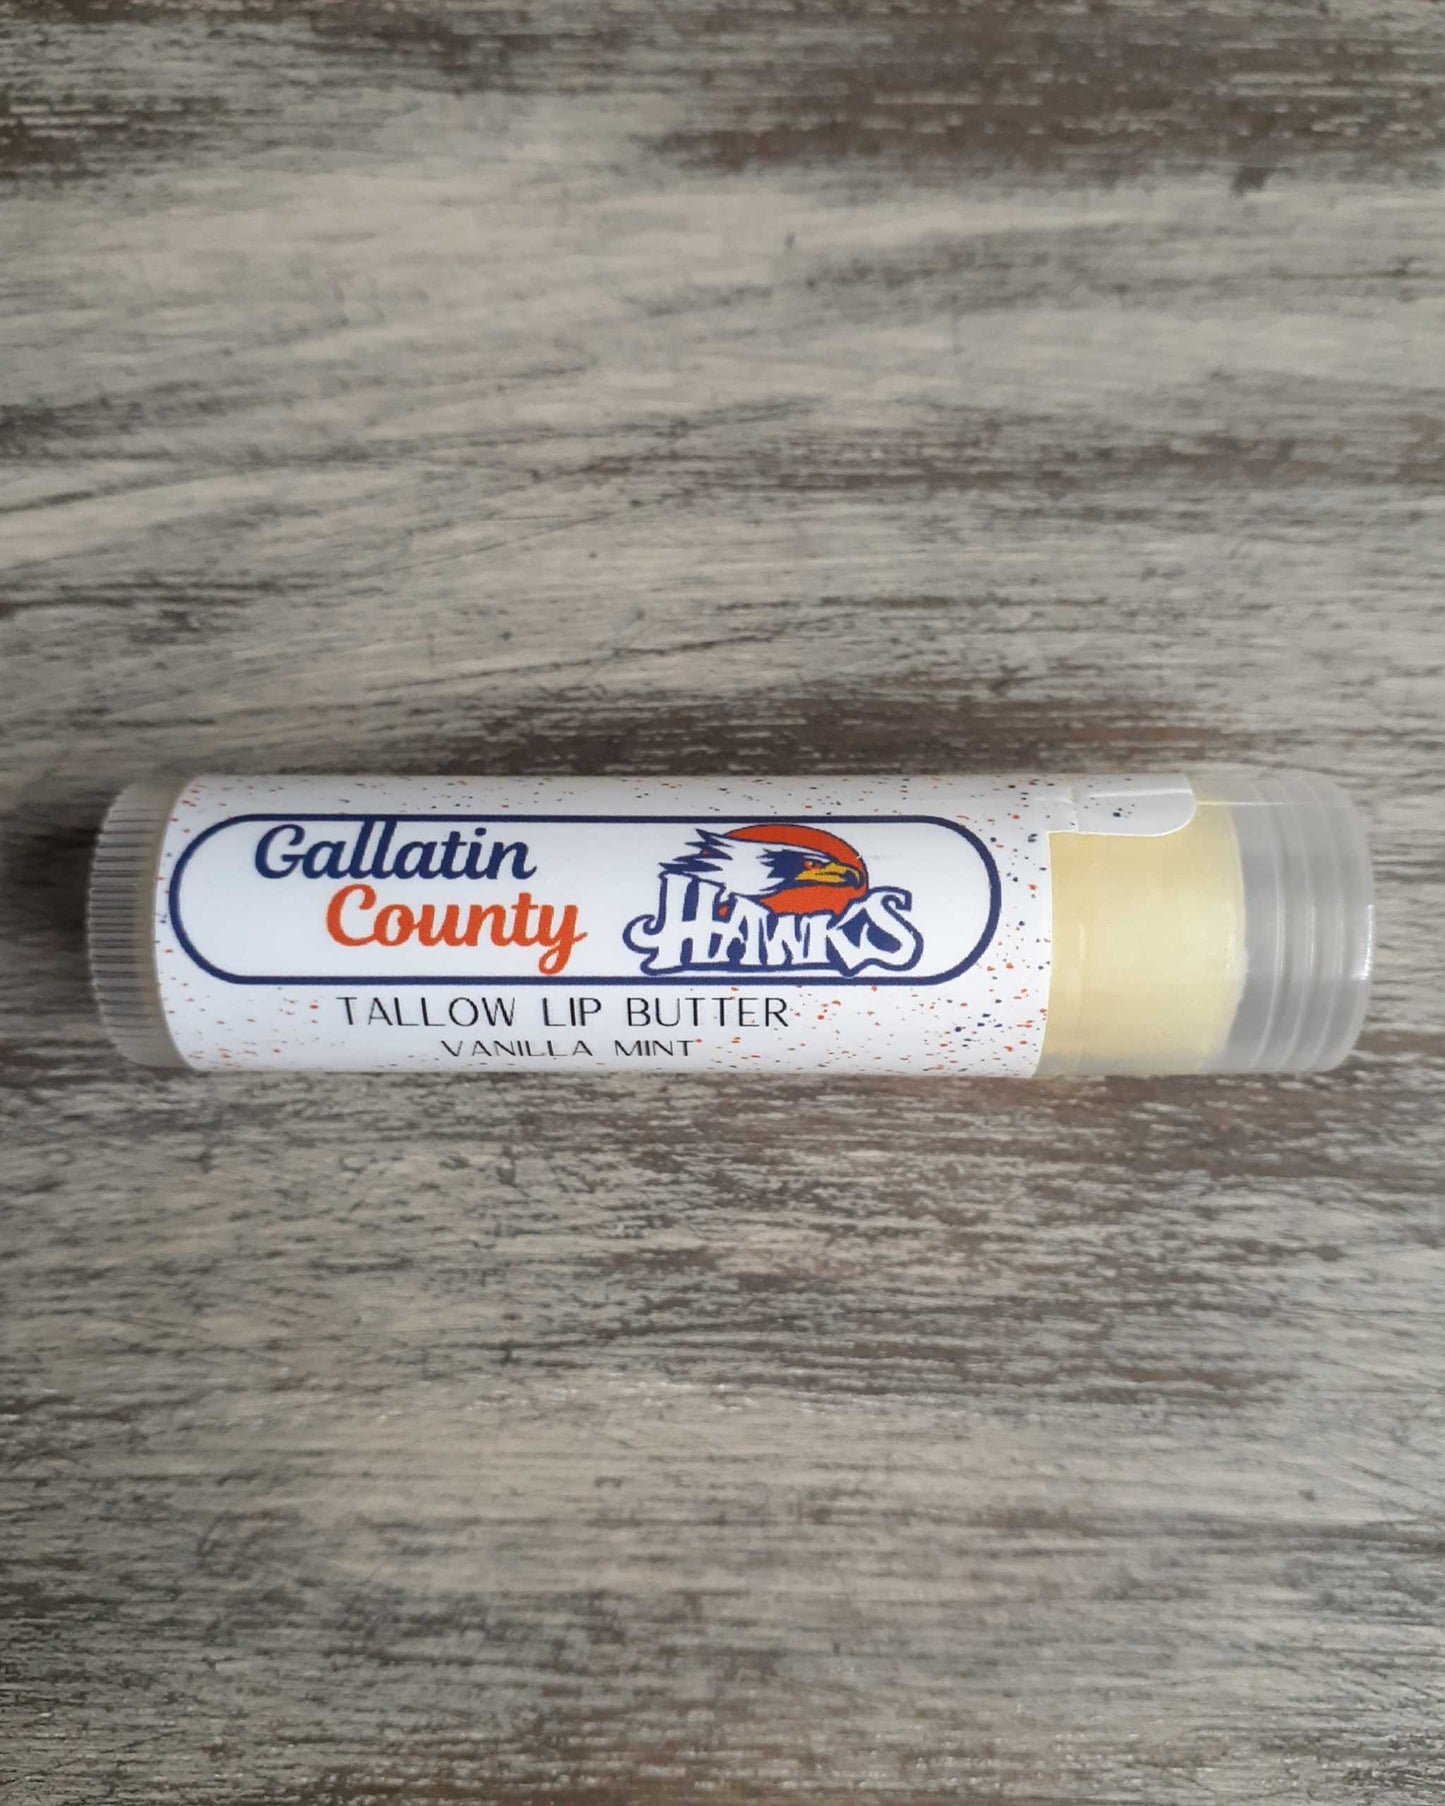 Gallatin
County
HAWKS
TALLOW LIP BUTTER
VANILLA MINT